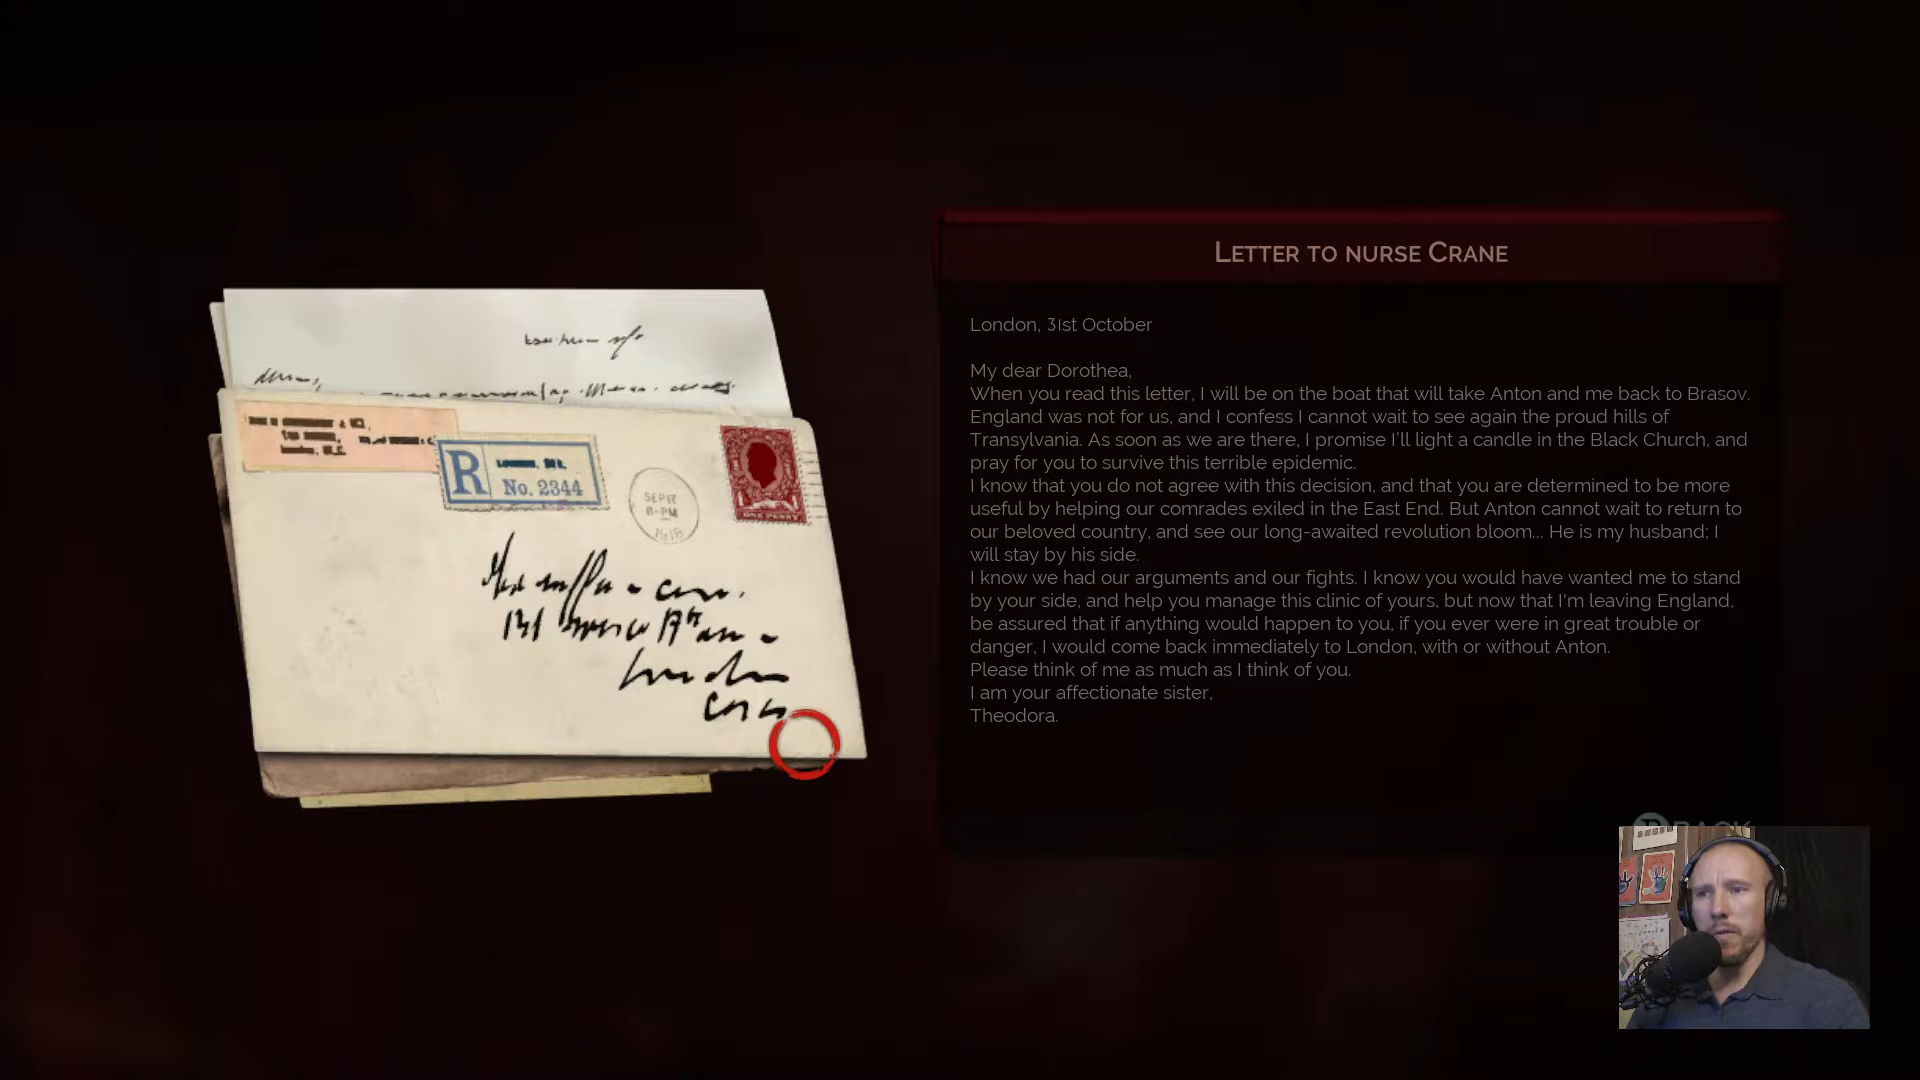 LETTER TO NURSE CRANE
London, 31st October
My dear Dorothea,
When you read this letter, I will be on the boat that will take Anton and me back to Brasov.
England was not for us, and I confess I cannot wait to see again the proud hills of
Transylvania. As soon as we are there, I promise I'll light a candle in the Black Church, and
pray for you to survive this terrible epidemic.
I know that you do not agree with this decision, and that you are determined to be more
useful by helping our comrades exiled in the East End. But Anton cannot wait to return to
our beloved country, and see our long-awaited revolution bloom... He is my husband; I
will stay by his side.
I know we had our arguments and our fights. I know you would have wanted me to stand
by your side, and help you manage this clinic of yours, but now that I'm leaving England,
be assured that if anything would happen to you, if you ever were in great trouble or
danger, I would come back immediately to London, with or without Anton.
Please think of me as much as I think of you.
I am your affectionate sister,
Theodora.
R
No. 2344
ONE PENNY
BACK